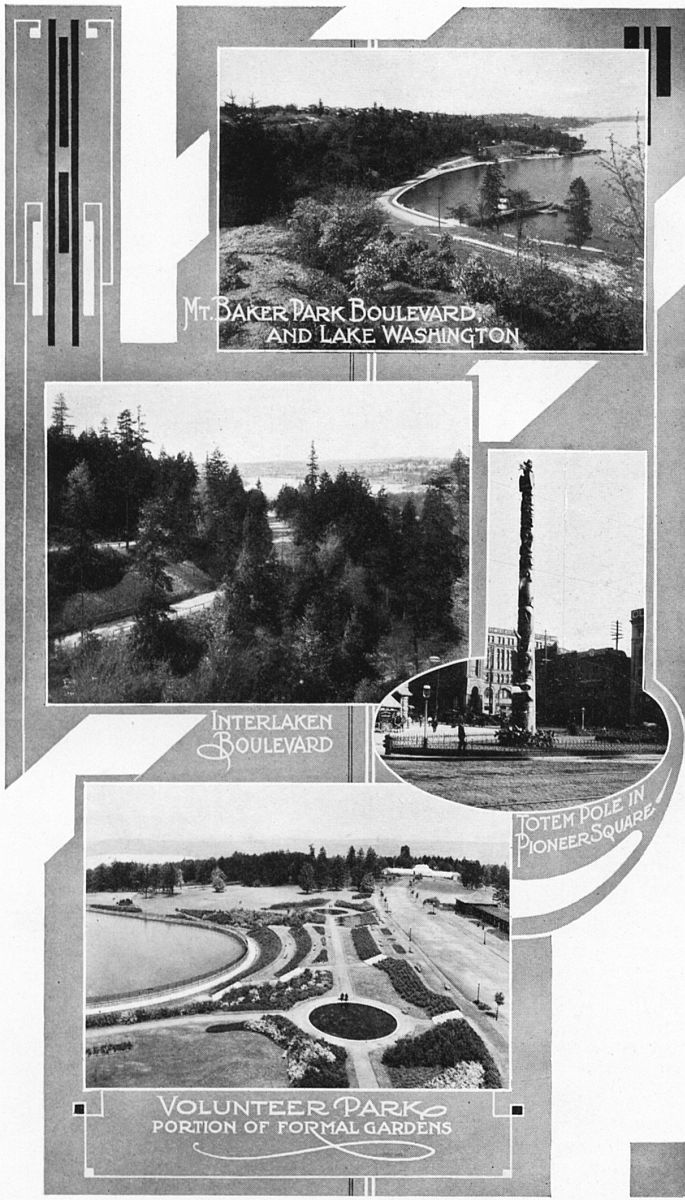 MT. BAKER PARK BOULEVARD,
AND LAKE WASHINGTON
INTERLAKEN
BOULEVARD
TOTEM POLE IN
PIONEER SQUARE
VOLUNTEER PARK
PORTION OF FORMAL GARDENS